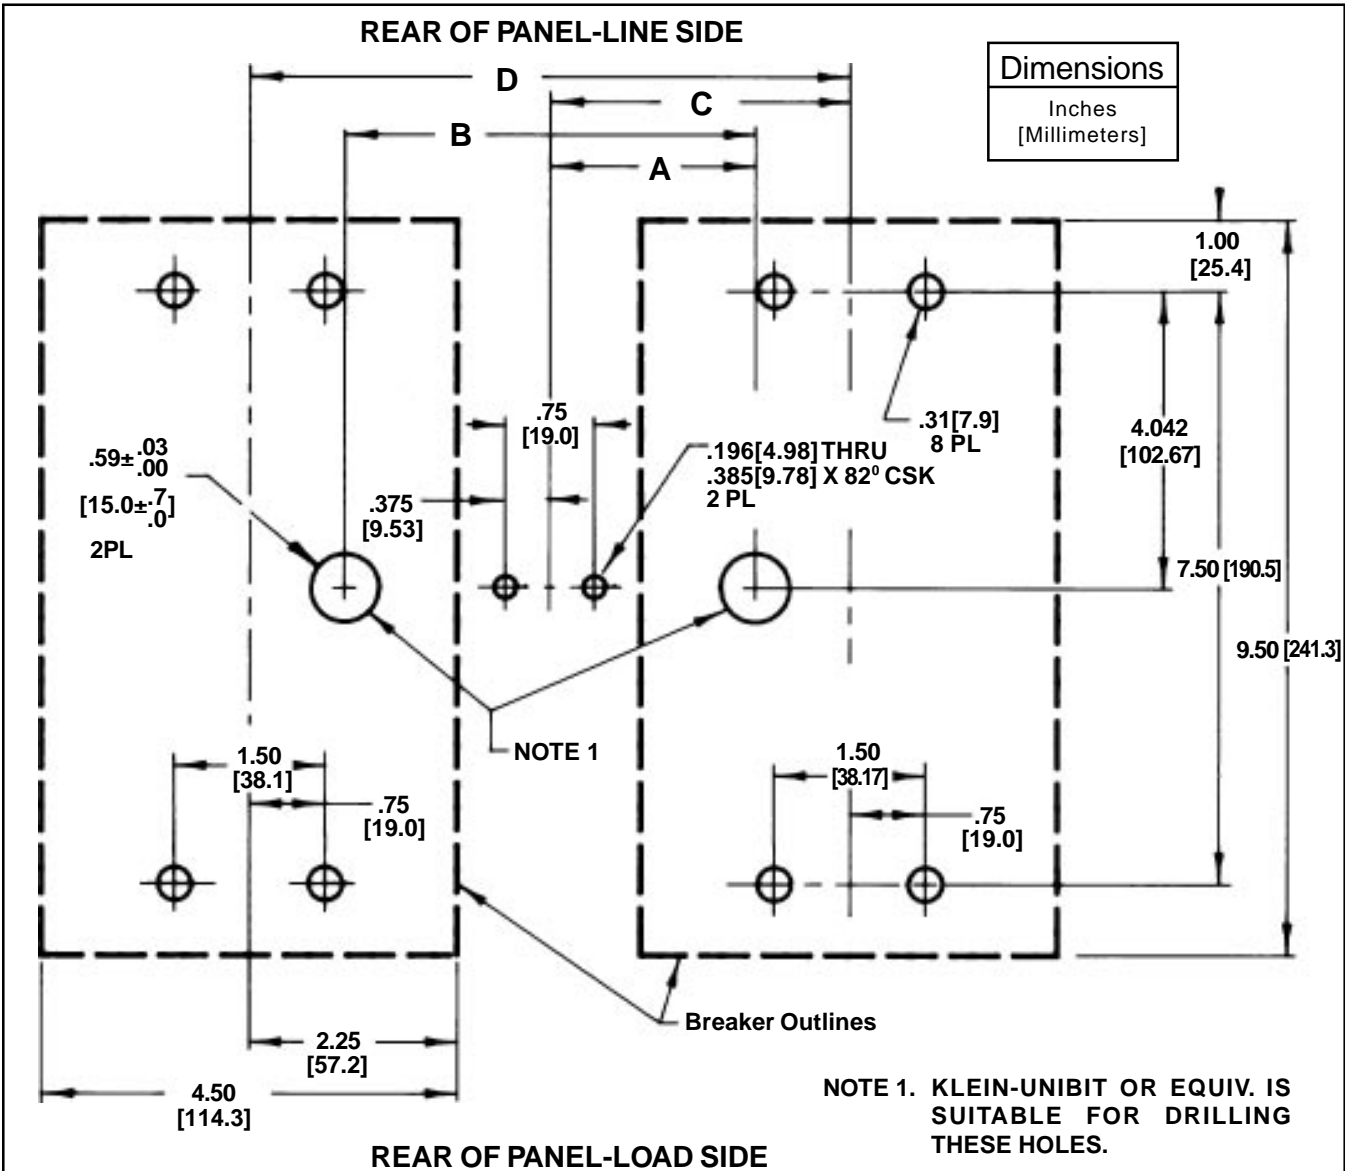 REAR OF PANEL-LINE SIDE
Dimensions
Inches
[Millimeters]
D
C
B
A
1.00
[25.4]
.75
[19.0]
.31[7.9]
8 PL
4.042
[102.67]
.59±.03
.00
[15.0±.7]
.0
2PL
.196[4.98] THRU
.385[9.78] X 82⁰ CSK
2 PL
.375
[9.53]
7.50 [190.5]
9.50 [241.3]
NOTE 1
1.50
[38.1]
.75
[19.0]
1.50
[38.17]
.75
[19.0]
Breaker Outlines
2.25
[57.2]
4.50
[114.3]
NOTE 1. KLEIN-UNIBIT OR EQUIV. IS
SUITABLE FOR DRILLING
THESE HOLES.
REAR OF PANEL-LOAD SIDE